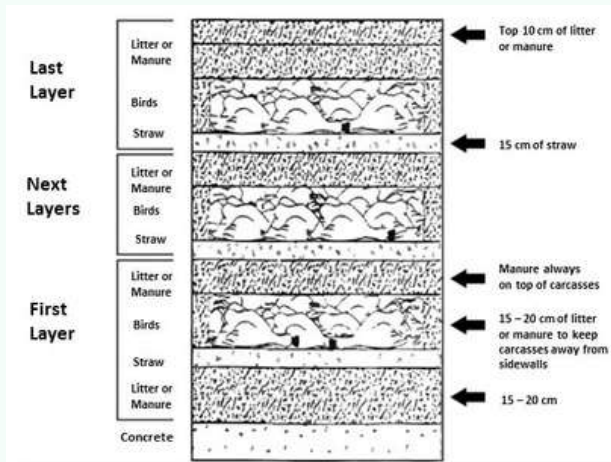 Last
Layer
Litter or
Manure
Birds
Straw
Top 10 cm of litter
or manure
15 cm of straw
Next
Layers
Litter or
Manure
Birds
Straw
First
Layer
Litter or
Manure
Birds
Straw
Litter or
Manure
Concrete
Manure always
on top of carcasses
15 – 20 cm of litter
or manure to keep
carcasses away from
sidewalls
15 – 20 cm